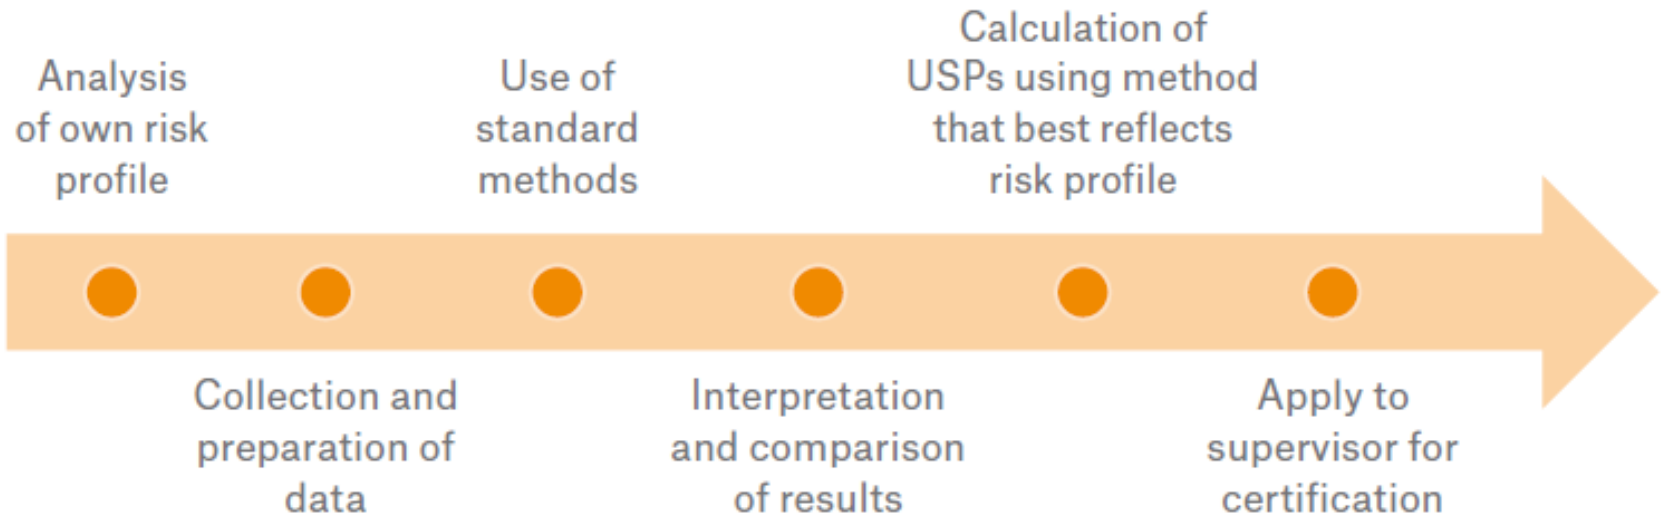 Analysis
of own risk
profile
Collection and
preparation of
data
Use of
standard
methods
Interpretation
and comparison
of results
Calculation of
USPs using method
that best reflects
risk profile
Apply to
supervisor for
certification